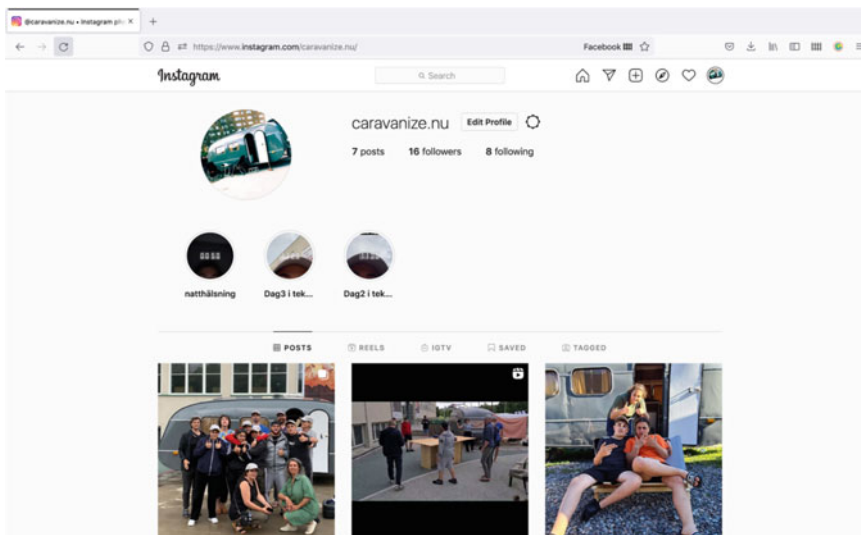 @caravanize.nu • Instagram pho
https://www.instagram.com/caravanize.nu/
Facebook
Instagram
Search
caravanize.nu Edit Profile
7 posts 16 followers 8 following
natthälsning Dag3 i tek... Dag2 i tek...
POSTS REELS IGTV SAVED TAGGED